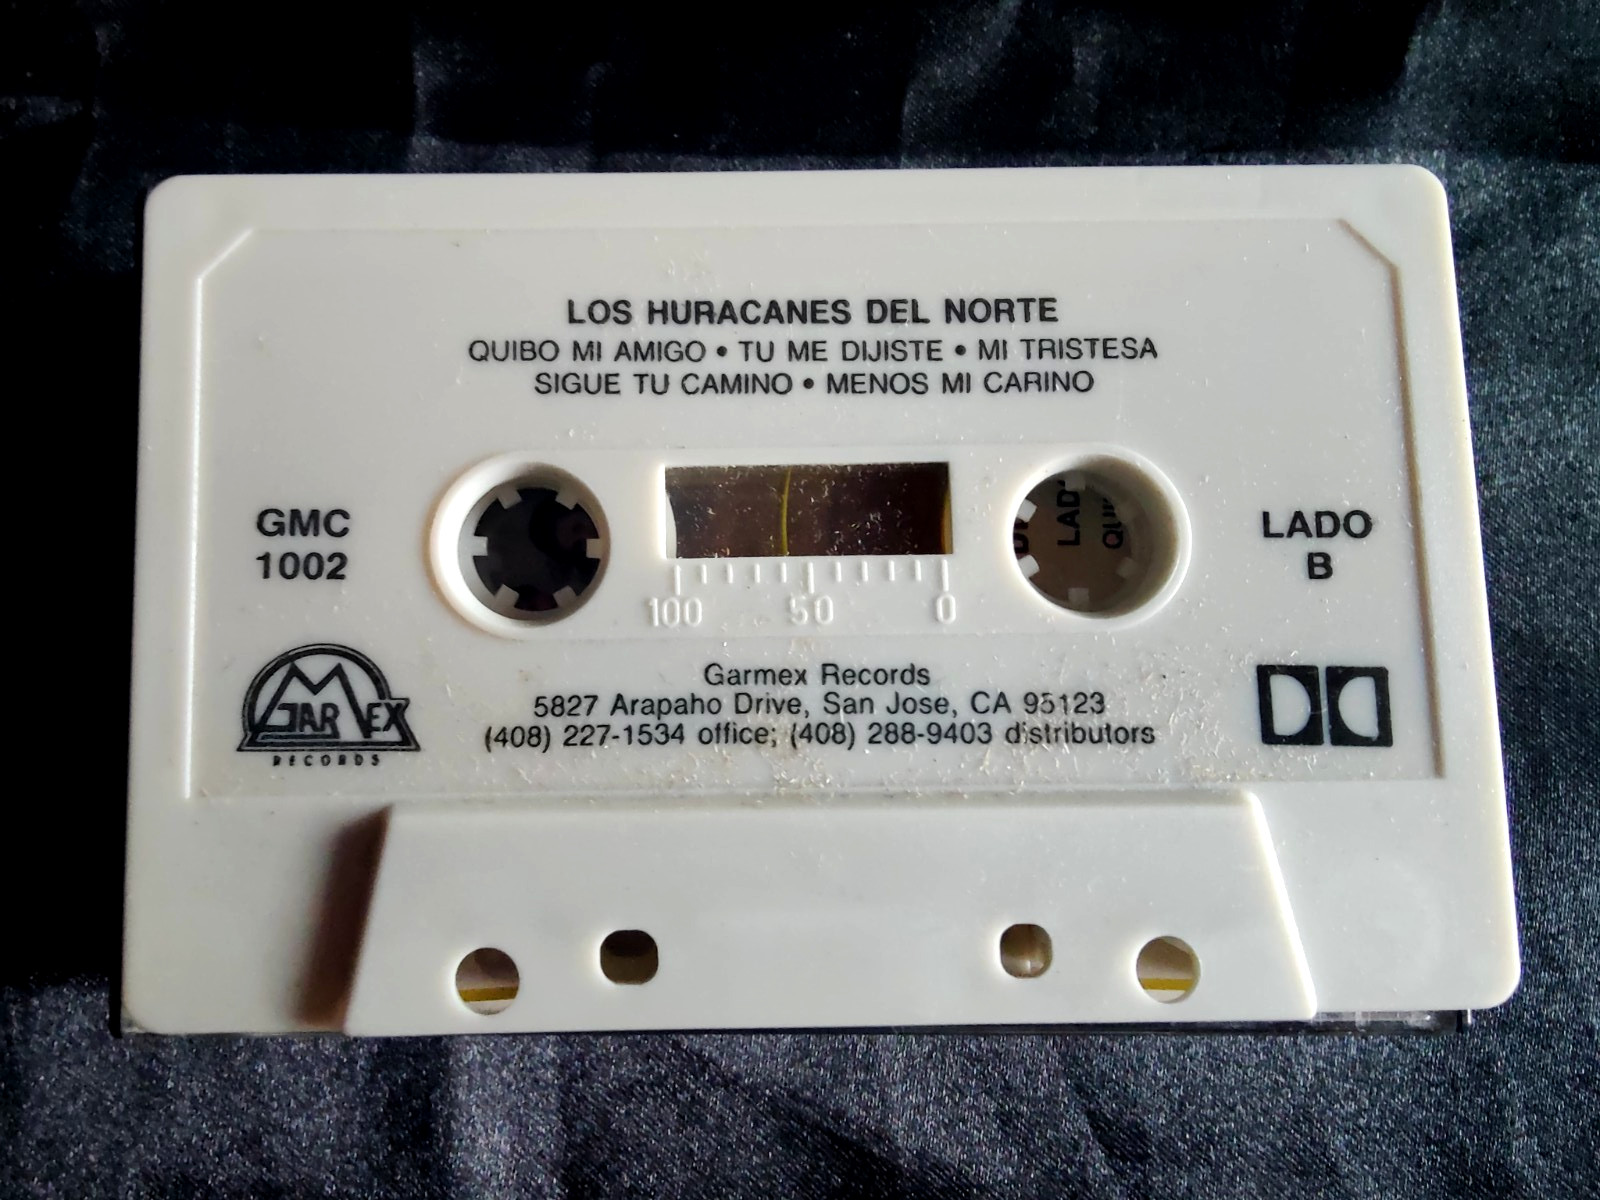 LOS HURACANES DEL NORTE
QUIBO MI AMIGO • TU ME DIJISTE • MI TRISTESA
SIGUE TU CAMINO • MENOS MI CARINO
GMC
1002
LADO
B
100 50 0
GARMEX
RECORDS
Garmex Records
5827 Arapaho Drive, San Jose, CA 95123
(408) 227-1534 office; (408) 288-9403 distributors